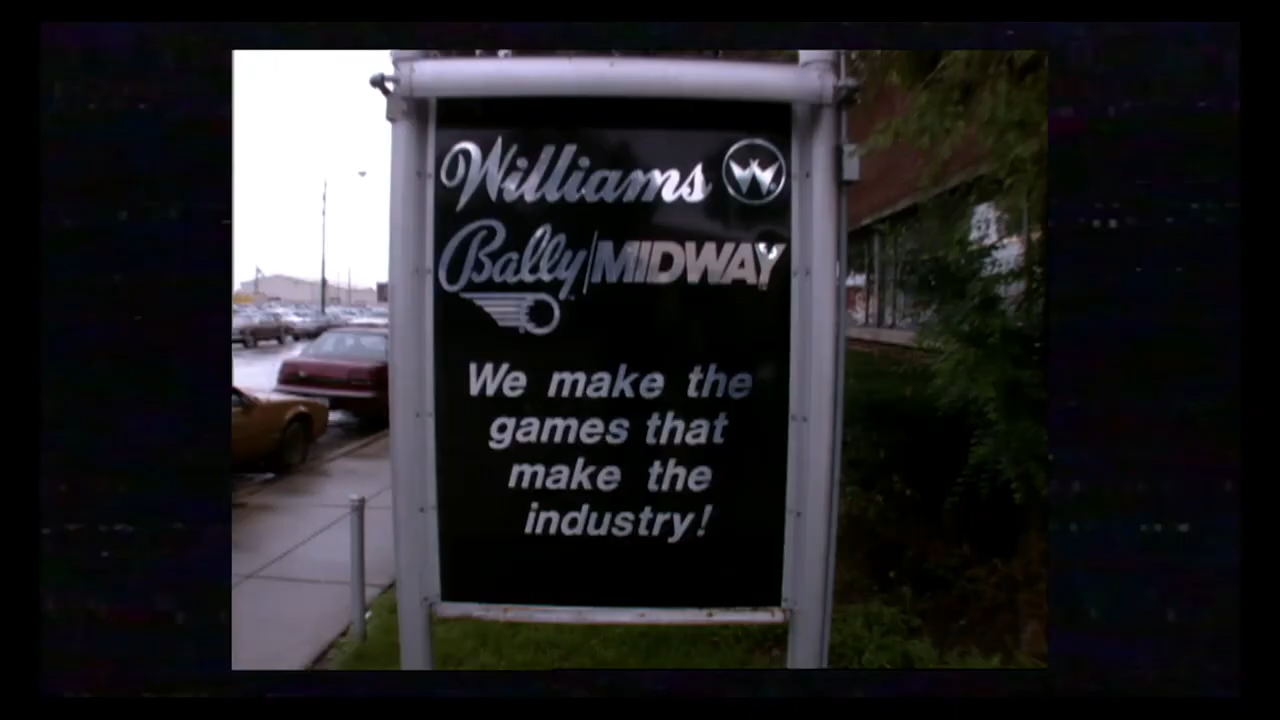 Williams W
Bally/MIDWAY
We make the
games that
make the
industry!